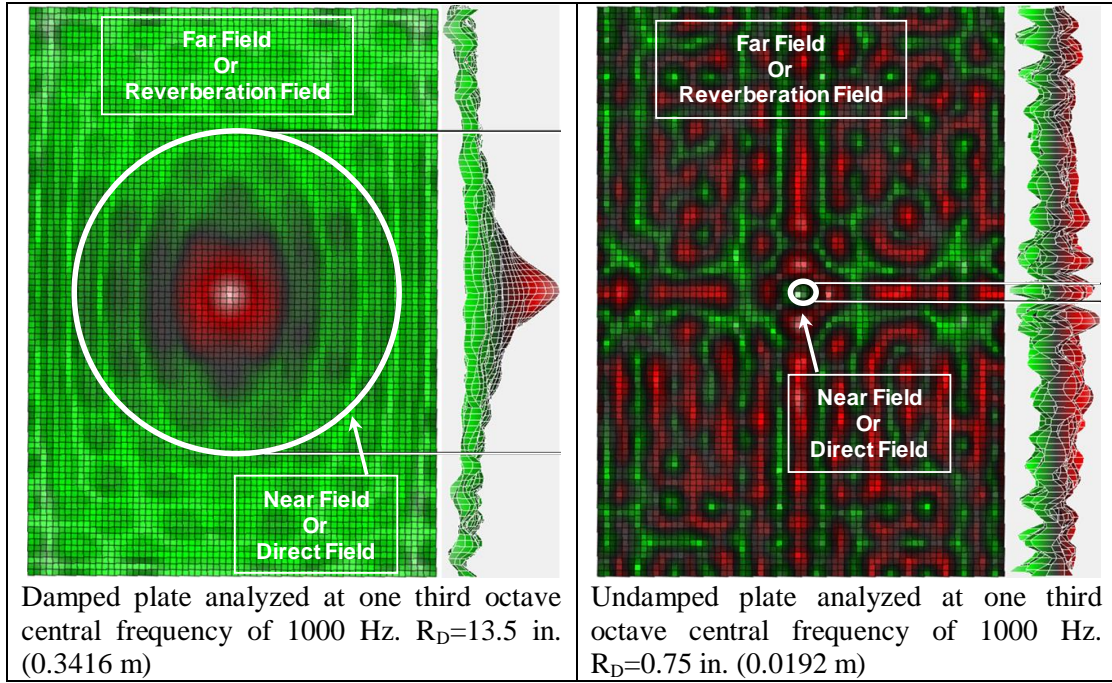 Far Field
Or
Reverberation Field
Near Field
Or
Direct Field
Damped plate analyzed at one third octave
central frequency of 1000 Hz. R_D=13.5 in.
(0.3416 m)
Far Field
Or
Reverberation Field
Near Field
Or
Direct Field
Undamped plate analyzed at one third
octave central frequency of 1000 Hz.
R_D=0.75 in. (0.0192 m)